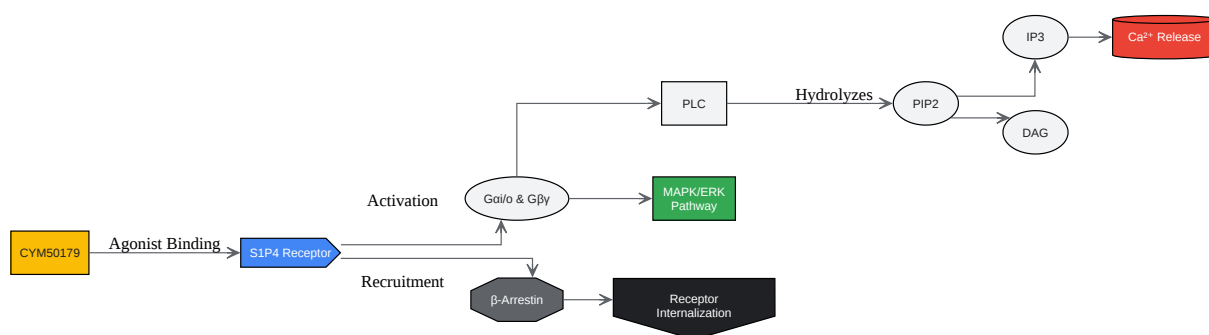 CYM50179
Agonist Binding
S1P4 Receptor
Activation
Recruitment
Gαi/o & Gβγ
β-Arrestin
PLC
MAPK/ERK
Pathway
Receptor
Internalization
Hydrolyzes
PIP2
IP3
DAG
Ca²⁺ Release